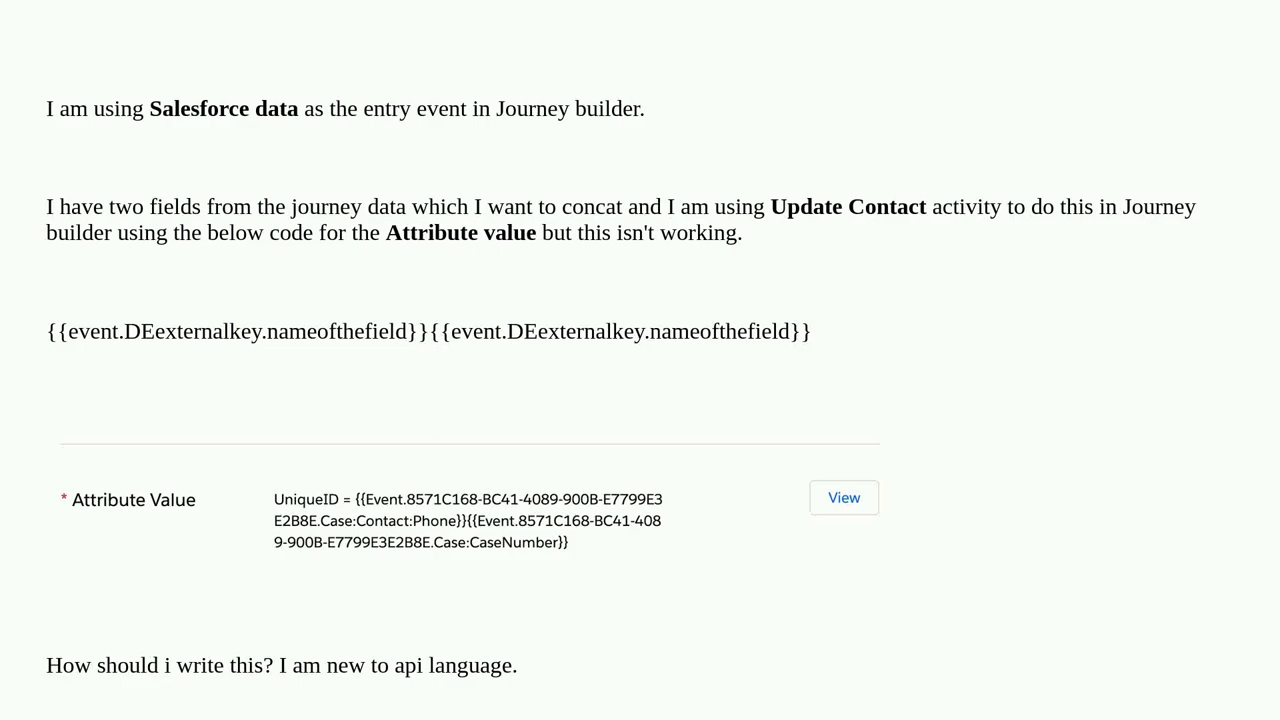 I am using Salesforce data as the entry event in Journey builder.
I have two fields from the journey data which I want to concat and I am using Update Contact activity to do this in Journey
builder using the below code for the Attribute value but this isn't working.
{{event.DEexternalkey.nameofthefield}}{{event.DEexternalkey.nameofthefield}}
* Attribute Value
UniqueID = {{Event.8571C168-BC41-4089-900B-E7799E3
E2B8E.Case:Contact:Phone}}{{Event.8571C168-BC41-408
9-900B-E7799E3E2B8E.Case:CaseNumber}}
View
How should i write this? I am new to api language.